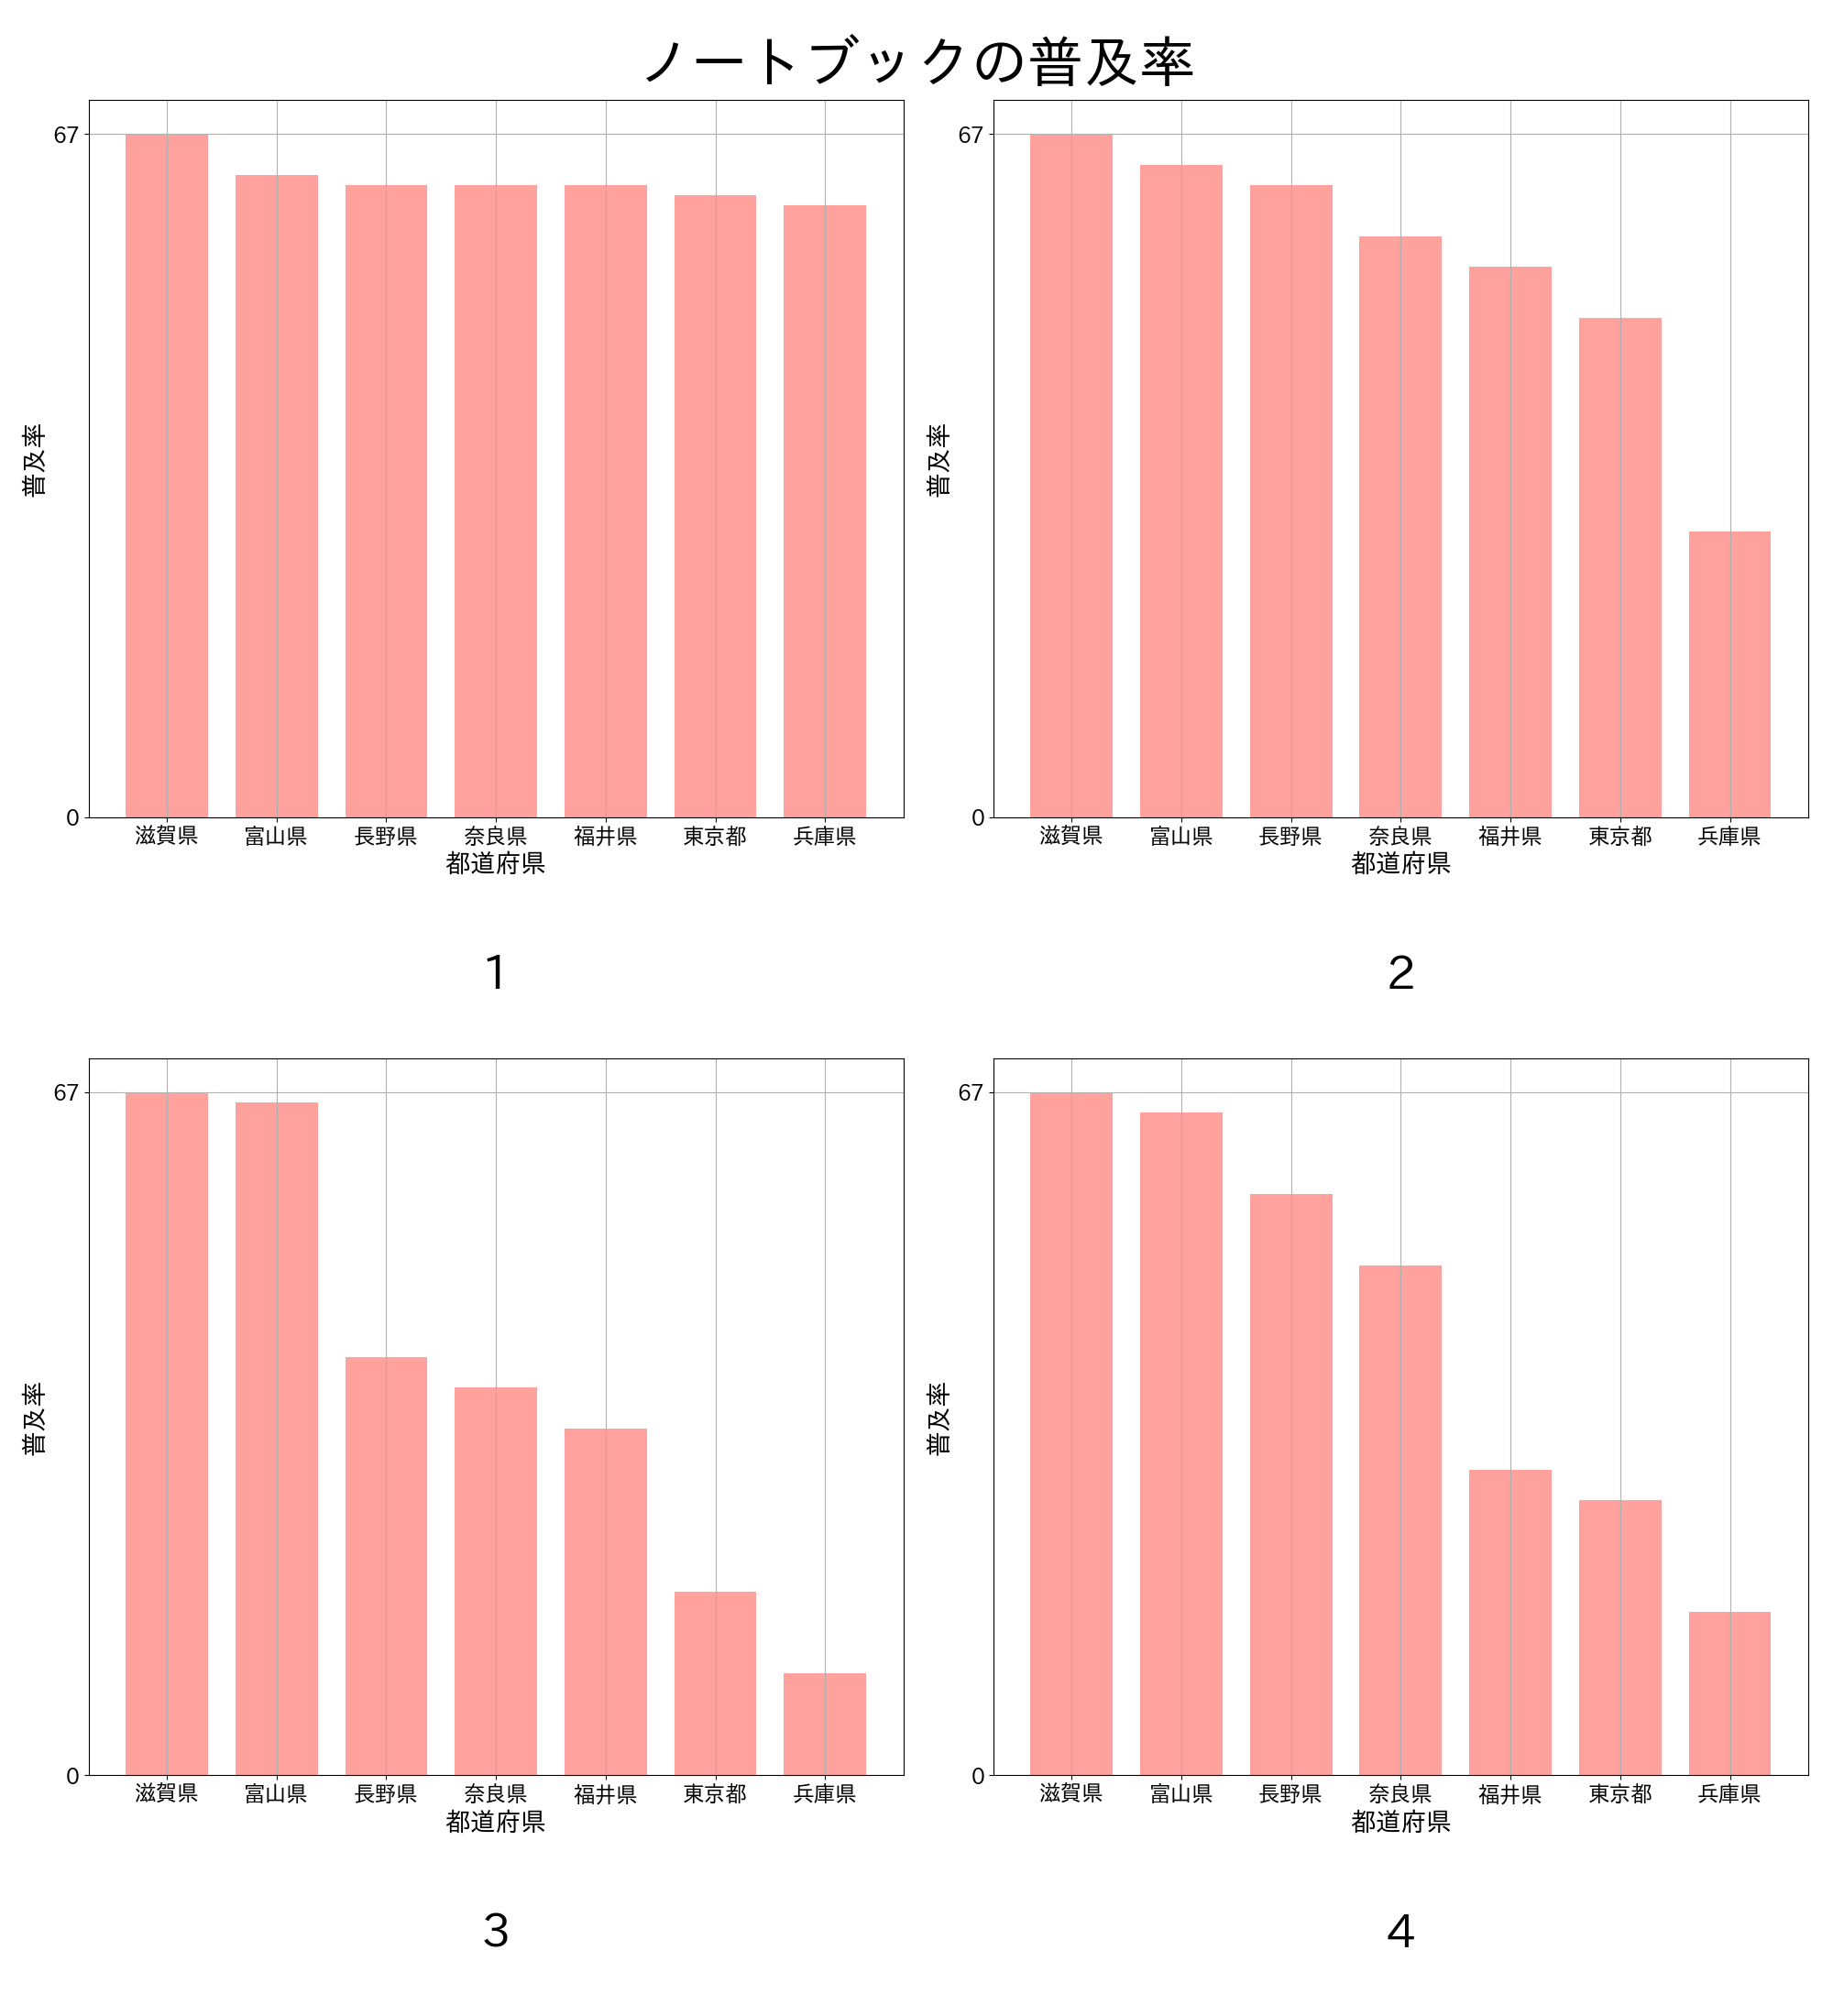 ノートブックの普及率
67
普及率
0
滋賀県 富山県 長野県 奈良県 福井県 東京都 兵庫県
都道府県
1
67
普及率
0
滋賀県 富山県 長野県 奈良県 福井県 東京都 兵庫県
都道府県
2
67
普及率
0
滋賀県 富山県 長野県 奈良県 福井県 東京都 兵庫県
都道府県
3
67
普及率
0
滋賀県 富山県 長野県 奈良県 福井県 東京都 兵庫県
都道府県
4